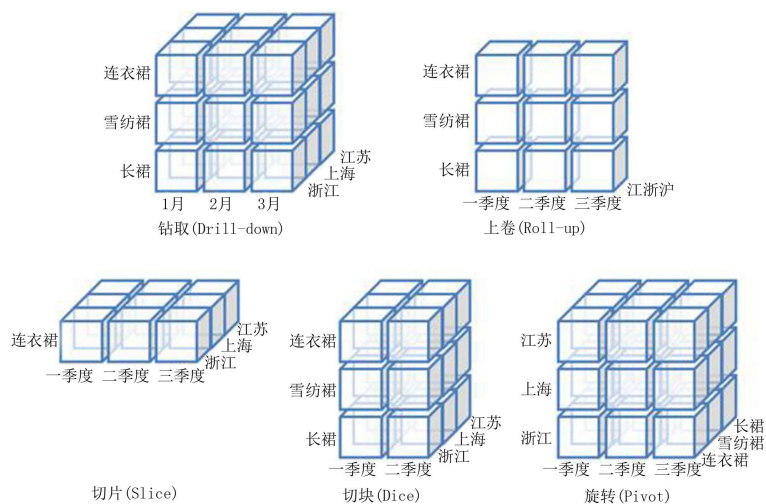 连衣裙
雪纺裙
长裙
江苏
上海
浙江
1月 2月 3月
钻取(Drill-down)
连衣裙
雪纺裙
长裙
江浙沪
一季度 二季度 三季度
上卷(Roll-up)
连衣裙
江苏
上海
浙江
一季度 二季度 三季度
切片(Slice)
连衣裙
雪纺裙
长裙
江苏
上海
浙江
一季度 二季度
切块(Dice)
江苏
上海
浙江
长裙
雪纺裙
连衣裙
一季度 二季度 三季度
旋转(Pivot)